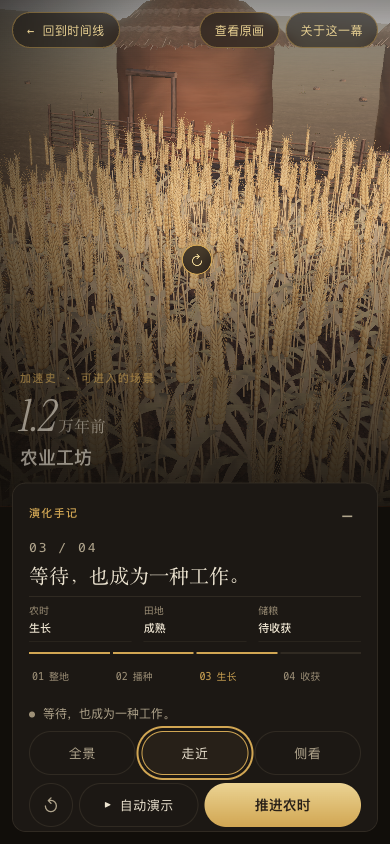 ← 回到时间线
查看原画
关于这一幕
加速史 · 可进入的场景
1.2万年前
农业工坊
演化手记
03 / 04
等待，也成为一种工作。
农时 田地 储粮
生长 成熟 待收获
01 整地 02 播种 03 生长 04 收获
等待，也成为一种工作。
全景 走近 侧看
自动演示 推进农时